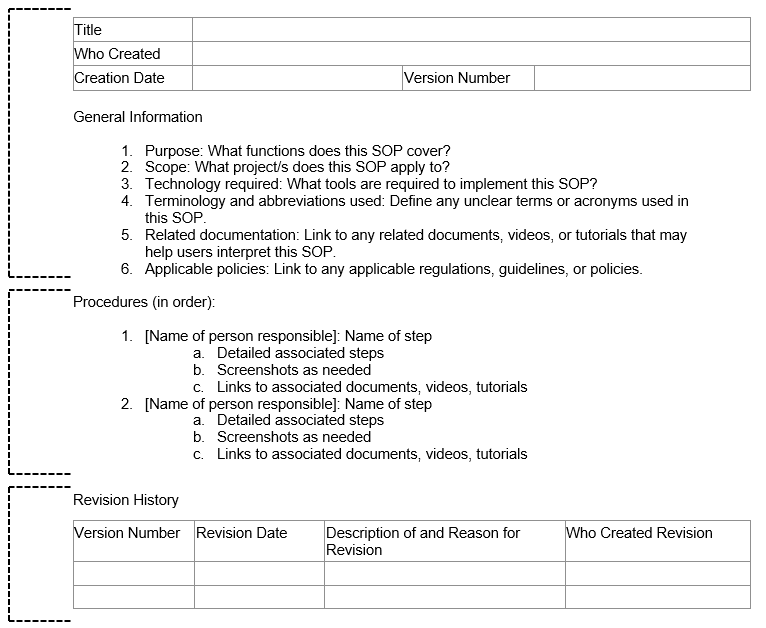 Title
Who Created
Creation Date Version Number
General Information
1. Purpose: What functions does this SOP cover?
2. Scope: What project/s does this SOP apply to?
3. Technology required: What tools are required to implement this SOP?
4. Terminology and abbreviations used: Define any unclear terms or acronyms used in
this SOP.
5. Related documentation: Link to any related documents, videos, or tutorials that may
help users interpret this SOP.
6. Applicable policies: Link to any applicable regulations, guidelines, or policies.
Procedures (in order):
1. [Name of person responsible]: Name of step
a. Detailed associated steps
b. Screenshots as needed
c. Links to associated documents, videos, tutorials
2. [Name of person responsible]: Name of step
a. Detailed associated steps
b. Screenshots as needed
c. Links to associated documents, videos, tutorials
Revision History
Version Number Revision Date Description of and Reason for Who Created Revision
Revision